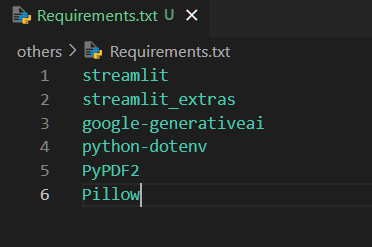 Requirements.txt U
others > Requirements.txt
1 streamlit
2 streamlit_extras
3 google-generativeai
4 python-dotenv
5 PyPDF2
6 Pillow